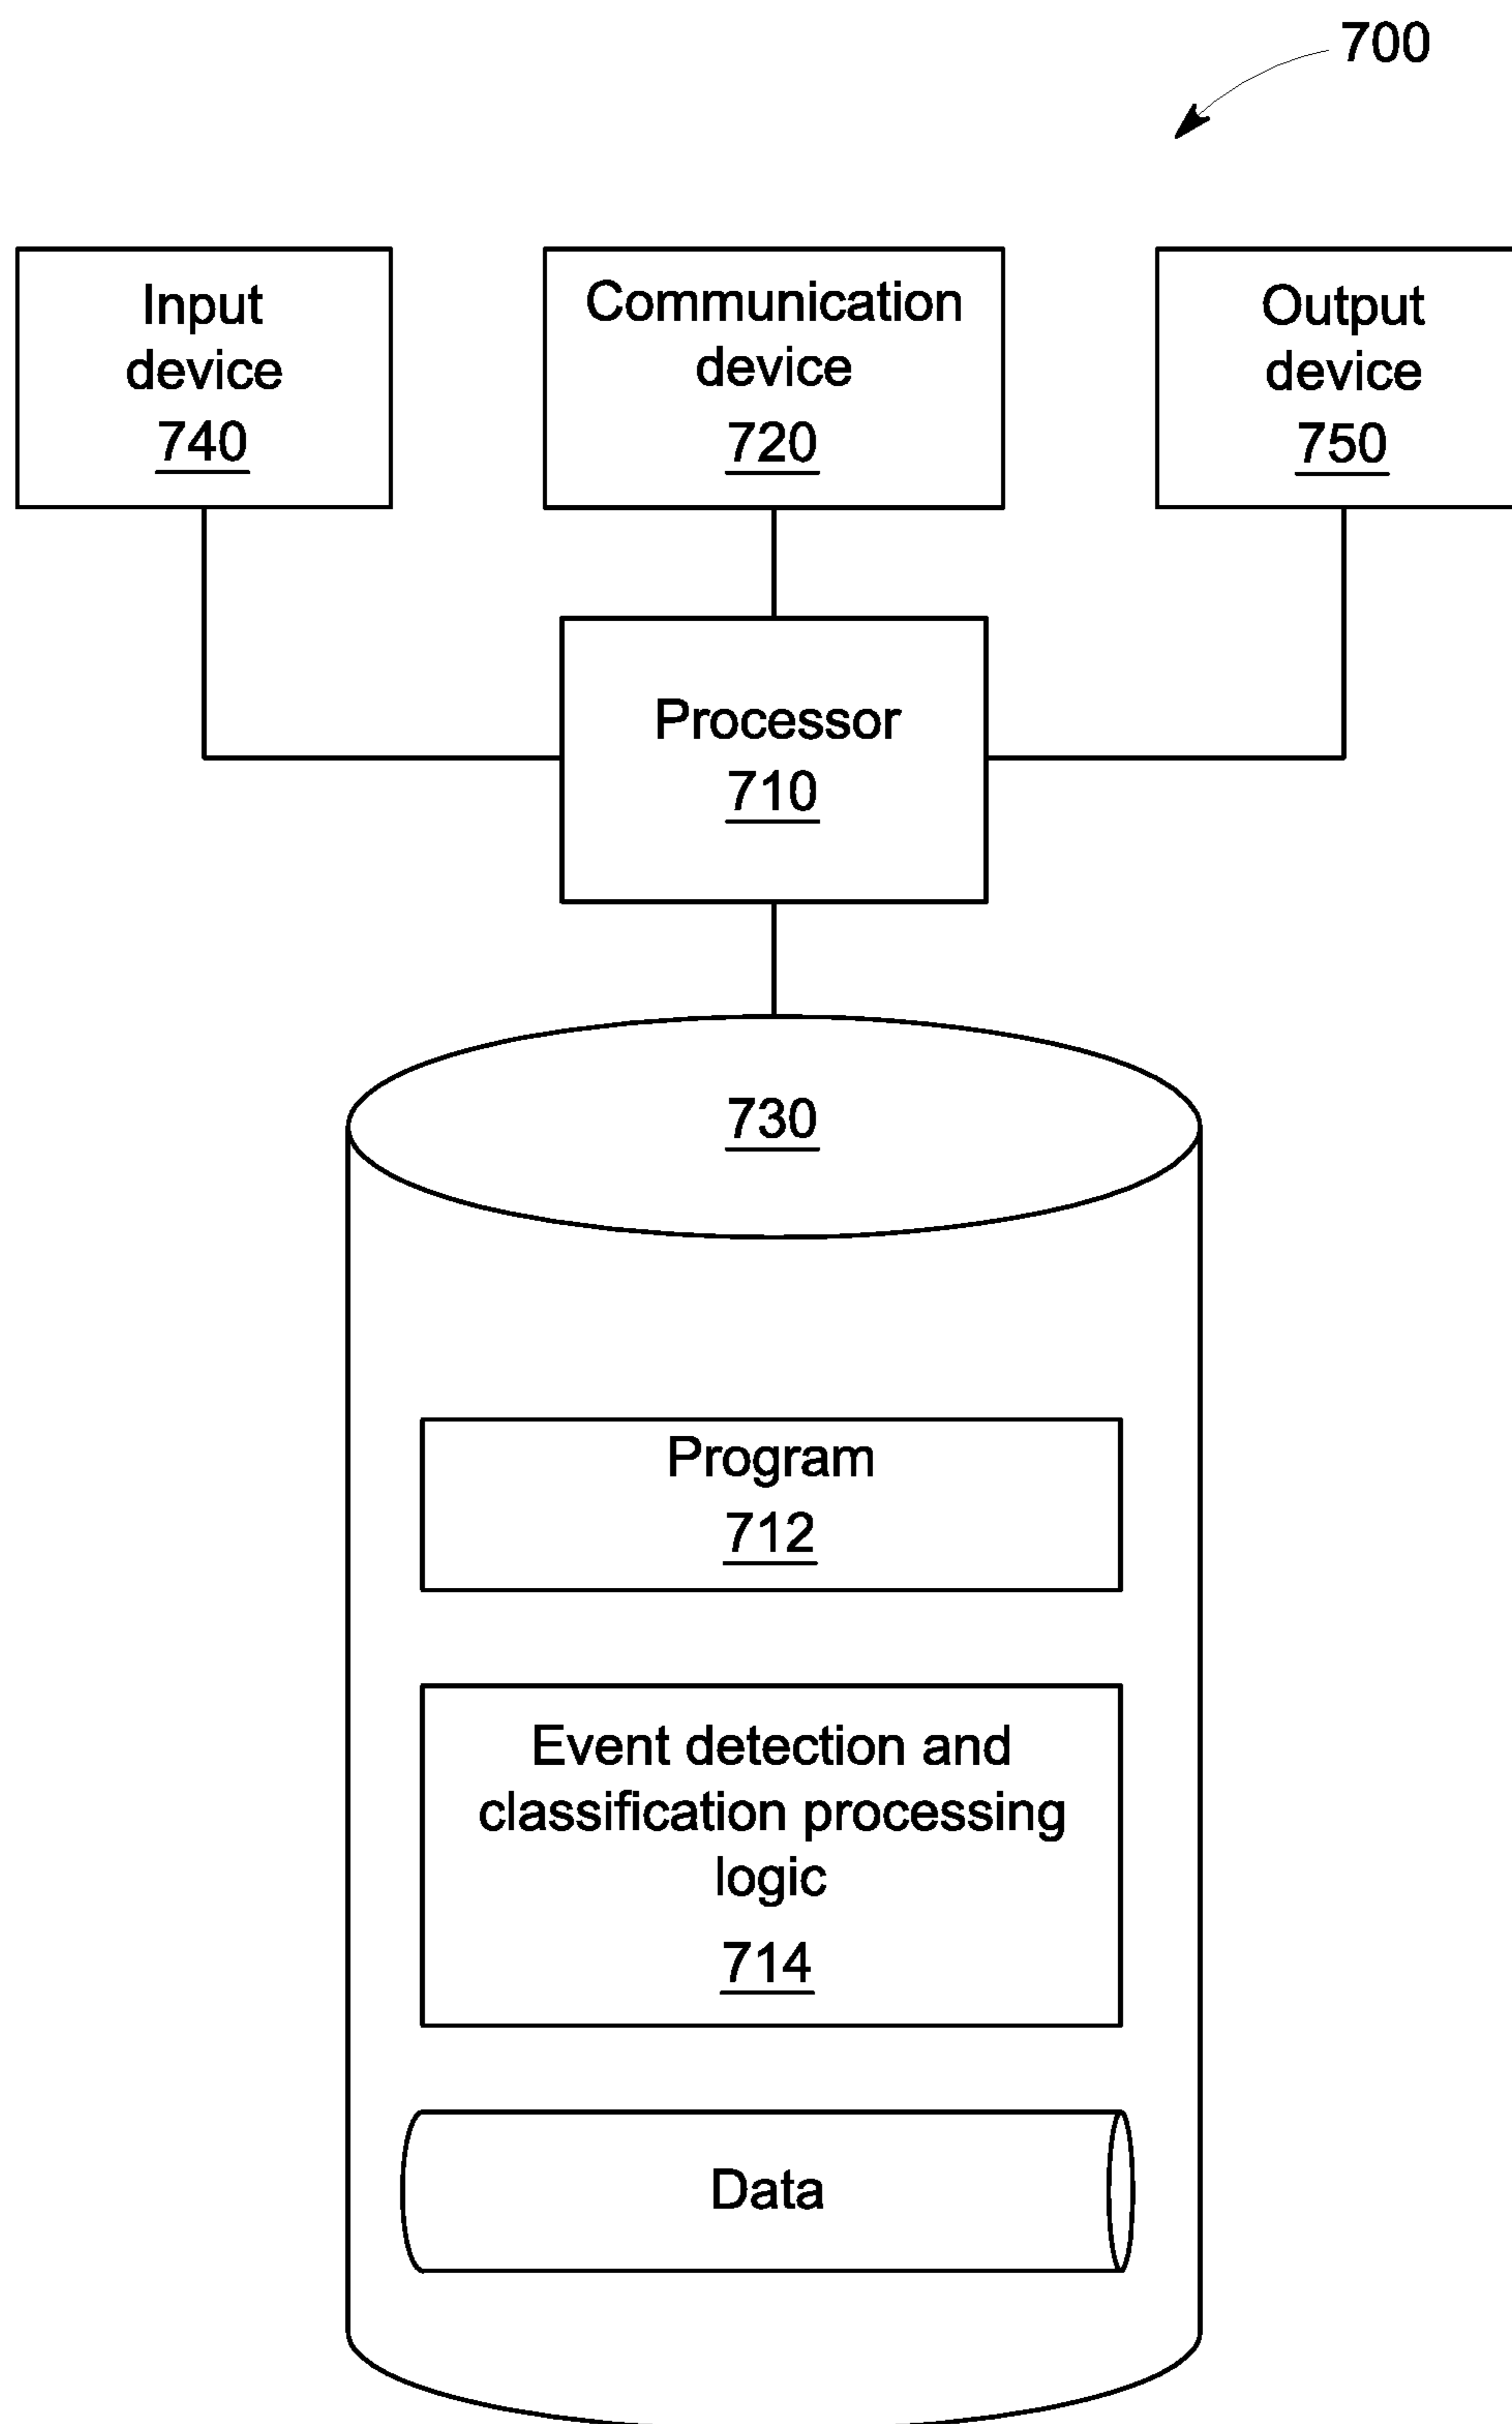 700
Input
device
740
Communication
device
720
Output
device
750
Processor
710
730
Program
712
Event detection and
classification processing
logic
714
Data